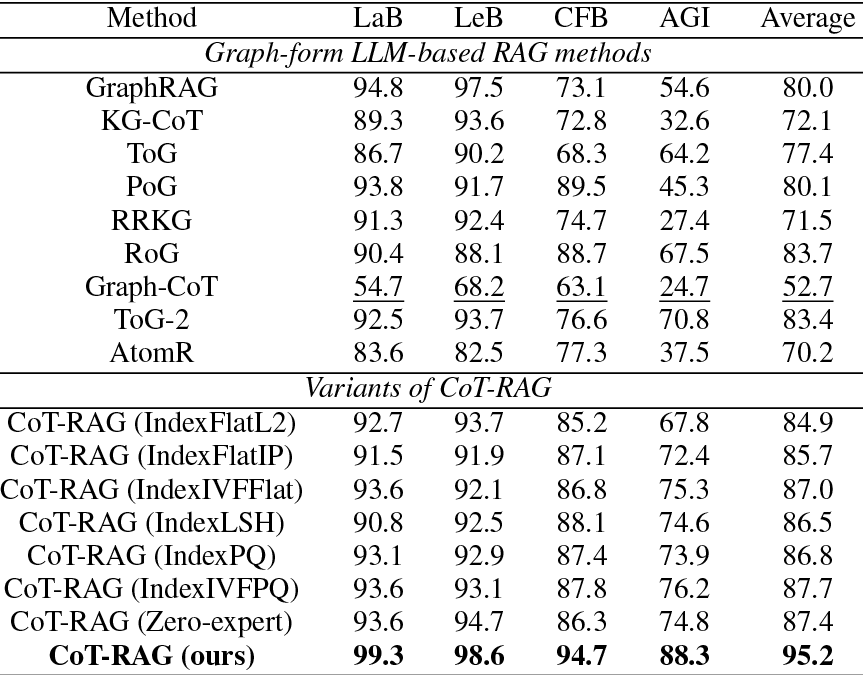 Method LaB LeB CFB AGI Average
Graph-form LLM-based RAG methods
GraphRAG 94.8 97.5 73.1 54.6 80.0
KG-CoT 89.3 93.6 72.8 32.6 72.1
ToG 86.7 90.2 68.3 64.2 77.4
PoG 93.8 91.7 89.5 45.3 80.1
RRKG 91.3 92.4 74.7 27.4 71.5
RoG 90.4 88.1 88.7 67.5 83.7
Graph-CoT 54.7 68.2 63.1 24.7 52.7
ToG-2 92.5 93.7 76.6 70.8 83.4
AtomR 83.6 82.5 77.3 37.5 70.2
Variants of CoT-RAG
CoT-RAG (IndexFlatL2) 92.7 93.7 85.2 67.8 84.9
CoT-RAG (IndexFlatIP) 91.5 91.9 87.1 72.4 85.7
CoT-RAG (IndexIVFFlat) 93.6 92.1 86.8 75.3 87.0
CoT-RAG (IndexLSH) 90.8 92.5 88.1 74.6 86.5
CoT-RAG (IndexPQ) 93.1 92.9 87.4 73.9 86.8
CoT-RAG (IndexIVFPQ) 93.6 93.1 87.8 76.2 87.7
CoT-RAG (Zero-expert) 93.6 94.7 86.3 74.8 87.4
CoT-RAG (ours) 99.3 98.6 94.7 88.3 95.2